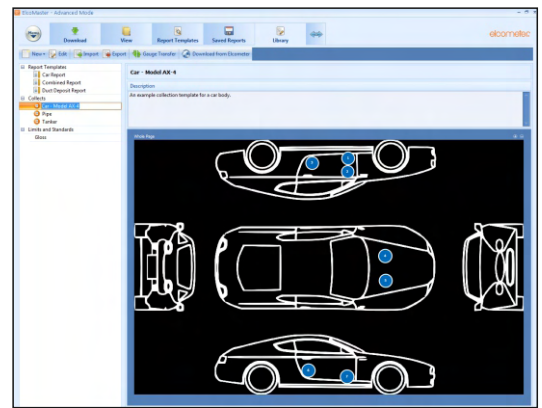 ElcoMaster - Advanced Mode
Download View Report Templates Saved Reports Library
elcometer
New Edit Import Export Gauge Transfer Download from Elcometer
Report Templates
Car Report
Combined Report
Dust Deposit Report
Collects
Car - Model AX-4
Pipe
Tanker
Limits and Standards
Gloss
Car - Model AX-4
Description
An example collection template for a car body.
Whole Page